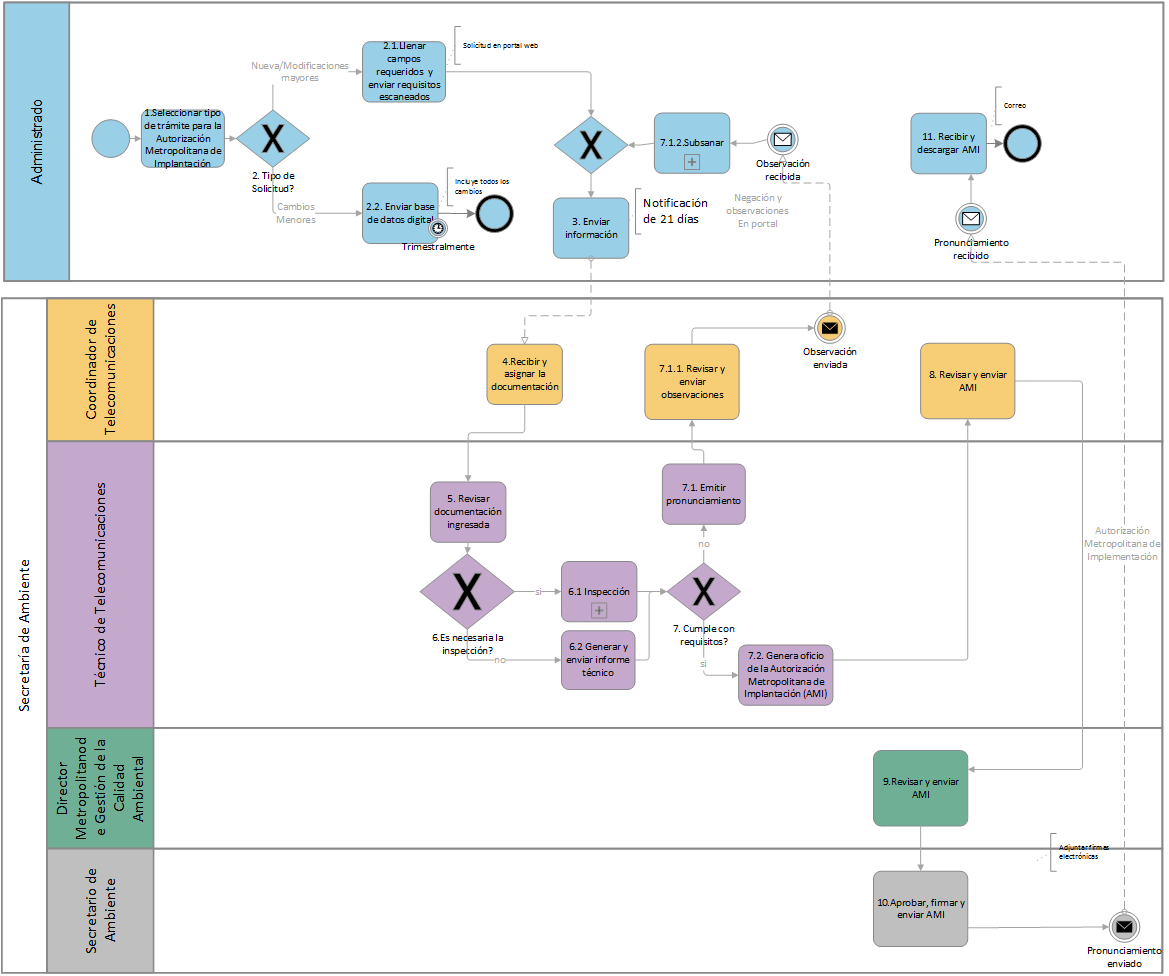 Administrado
1.Seleccionar tipo
de trámite para la
Autorización
Metropolitana de
Implantación
2. Tipo de
Solicitud?
Nueva/Modificaciones
mayores
Cambios
Menores
2.1.Llenar
campos
requeridos y
enviar requisitos
escaneados
Solicitud en portal web
2.2. Enviar base
de datos digital
Incluye todos los
cambios
Trimestralmente
3. Enviar
información
Notificación
de 21 días
7.1.2.Subsanar
Observación
recibida
Negación y
observaciones
En portal
11. Recibir y
descargar AMI
Correo
Pronunciamiento
recibido
Secretaría de Ambiente
Coordinador de
Telecomunicaciones
4.Recibir y
asignar la
documentación
7.1.1. Revisar y
enviar
observaciones
Observación
enviada
8. Revisar y enviar
AMI
Técnico de Telecomunicaciones
5. Revisar
documentación
ingresada
6.Es necesaria la
inspección?
si
no
6.1 Inspección
6.2 Generar y
enviar informe
técnico
7.1. Emitir
pronunciamiento
no
7. Cumple con
requisitos?
si
7.2. Genera oficio
de la Autorización
Metropolitana de
Implantación (AMI)
Autorización
Metropolitana de
Implementación
Director
Metropolitanod
e Gestión de la
Calidad
Ambiental
9.Revisar y enviar
AMI
Secretario de
Ambiente
10.Aprobar, firmar y
enviar AMI
Adjuntar firmas
electrónicas
Pronunciamiento
enviado